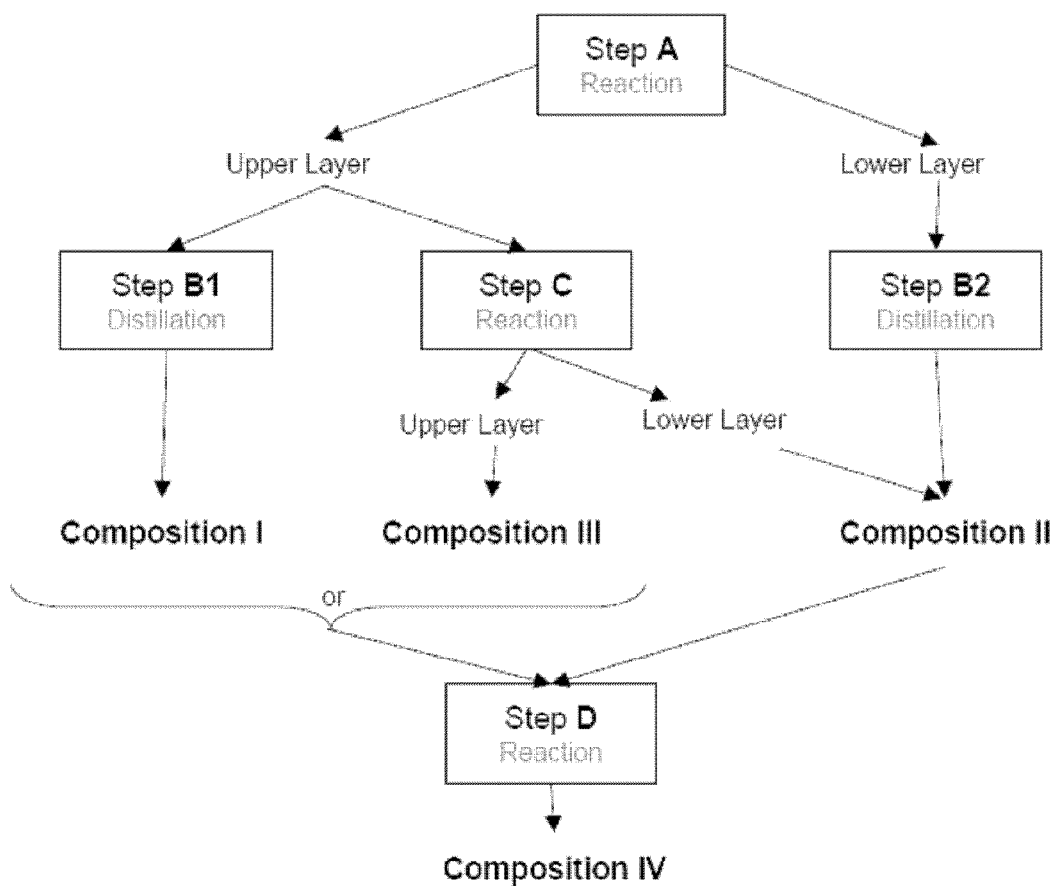 Step A
Reaction
Upper Layer
Lower Layer
Step B1
Distillation
Step C
Reaction
Step B2
Distillation
Upper Layer
Lower Layer
Composition I
Composition III
Composition II
or
Step D
Reaction
Composition IV